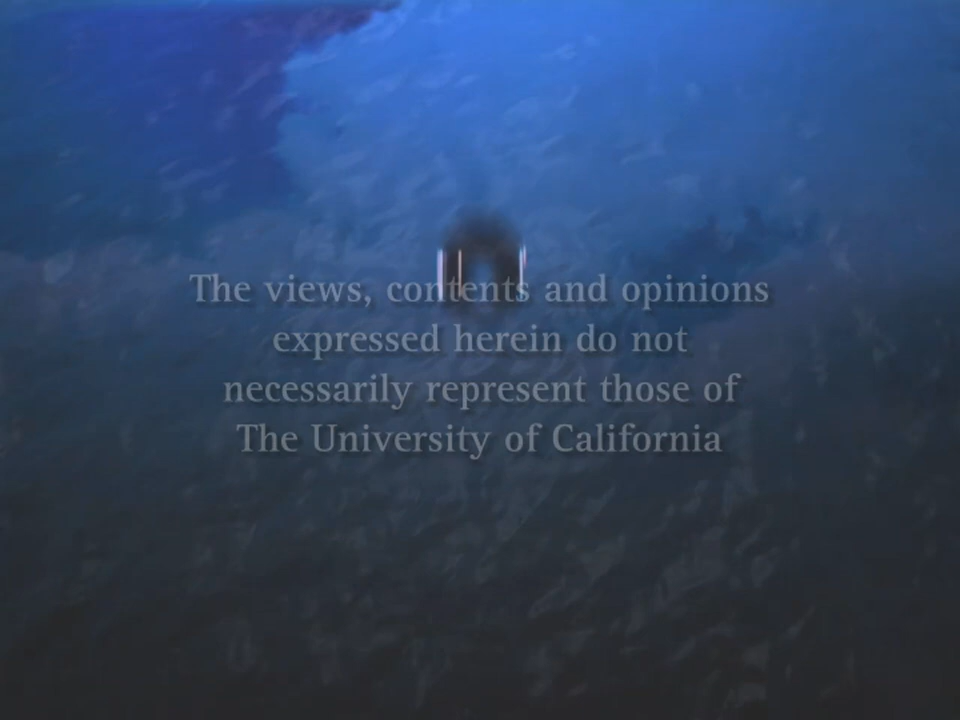 The views, contents and opinions
expressed herein do not
necessarily represent those of
The University of California